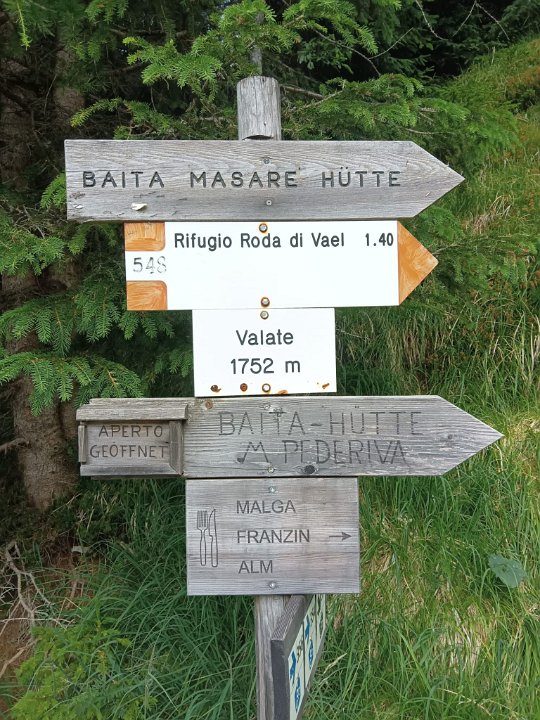 BAITA MASARE HÜTTE
Rifugio Roda di Vael 1.40
548
Valate
1752 m
APERTO
GEÖFFNET
BAITA-HÜTTE
M PEDERIVA
MALGA
FRANZIN
ALM